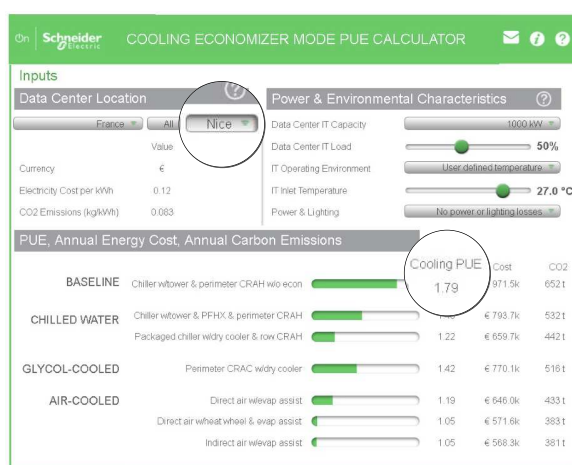 On Schneider Electric COOLING ECONOMIZER MODE PUE CALCULATOR
Inputs
Data Center Location
France All Nice
Value
Currency €
Electricity Cost per kWh 0.12
CO2 Emissions (kg/kWh) 0.083
Power & Environmental Characteristics ?
Data Center IT Capacity 1000 kW
Data Center IT Load 50%
IT Operating Environment User defined temperature
IT Inlet Temperature 27.0 °C
Power & Lighting No power or lighting losses
PUE, Annual Energy Cost, Annual Carbon Emissions
Cooling PUE Cost CO2
BASELINE Chiller w/tower & perimeter CRAH w/o econ 1.79 971.5k 652 t
CHILLED WATER Chiller w/tower & PFHX & perimeter CRAH € 793.7k 532 t
Packaged chiller w/dry cooler & row CRAH 1.22 € 659.7k 442 t
GLYCOL-COOLED Perimeter CRAC w/dry cooler 1.42 € 770.1k 516 t
AIR-COOLED Direct air w/evap assist 1.19 € 646.0k 433 t
Direct air w/heat wheel & evap assist 1.05 € 571.6k 383 t
Indirect air w/evap assist 1.05 € 568.3k 381 t